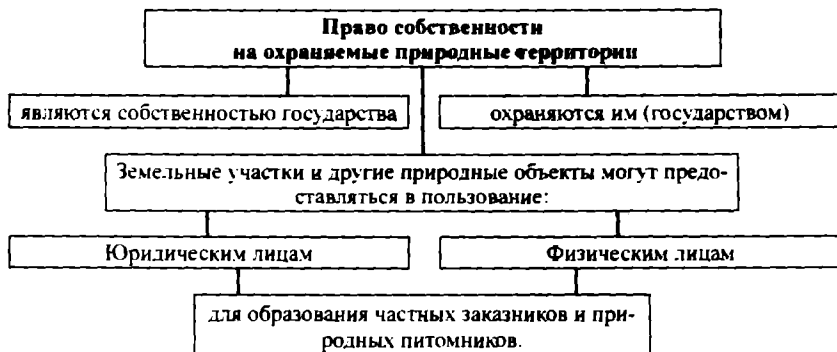 Право собственности
на охраняемые природные территории
являются собственностью государства
охраняются им (государством)
Земельные участки и другие природные объекты могут предо-
ставляться в пользование:
Юридическим лицам
Физическим лицам
для образования частных заказников и при-
родных питомников.